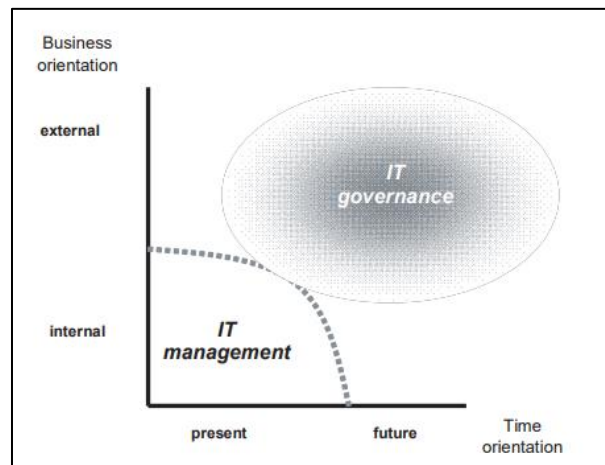 Business
orientation
external
IT
governance
internal
IT
management
present
future
Time
orientation